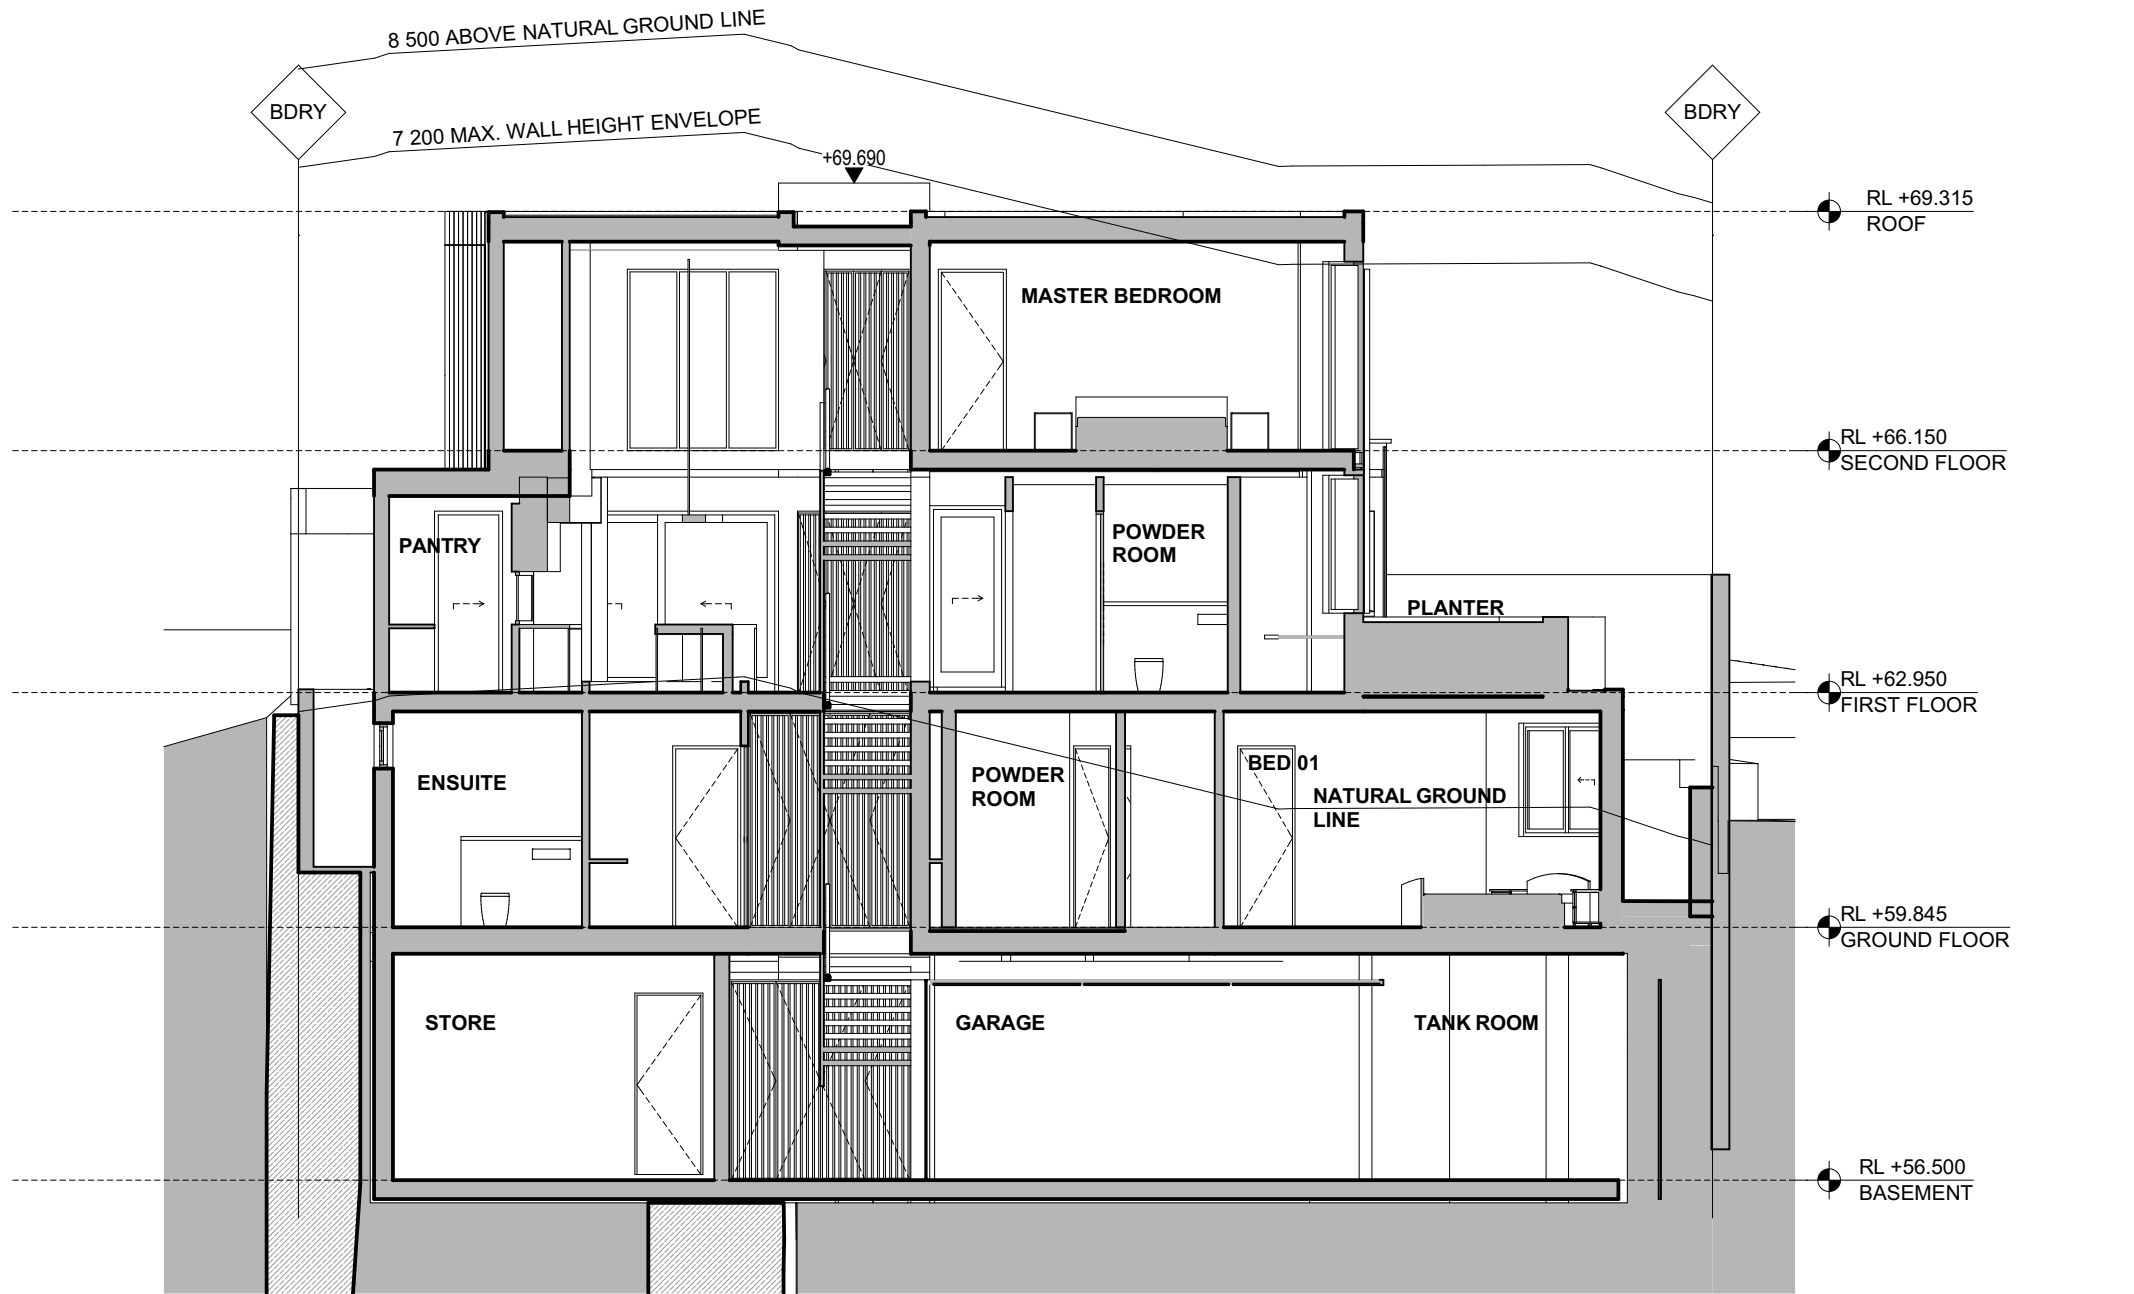 8 500 ABOVE NATURAL GROUND LINE
BDRY
BDRY
7 200 MAX. WALL HEIGHT ENVELOPE
+69.690
RL +69.315
ROOF
MASTER BEDROOM
RL +66.150
SECOND FLOOR
PANTRY
POWDER
ROOM
PLANTER
RL +62.950
FIRST FLOOR
ENSUITE
POWDER
ROOM
BED 01
NATURAL GROUND
LINE
RL +59.845
GROUND FLOOR
STORE
GARAGE
TANK ROOM
RL +56.500
BASEMENT